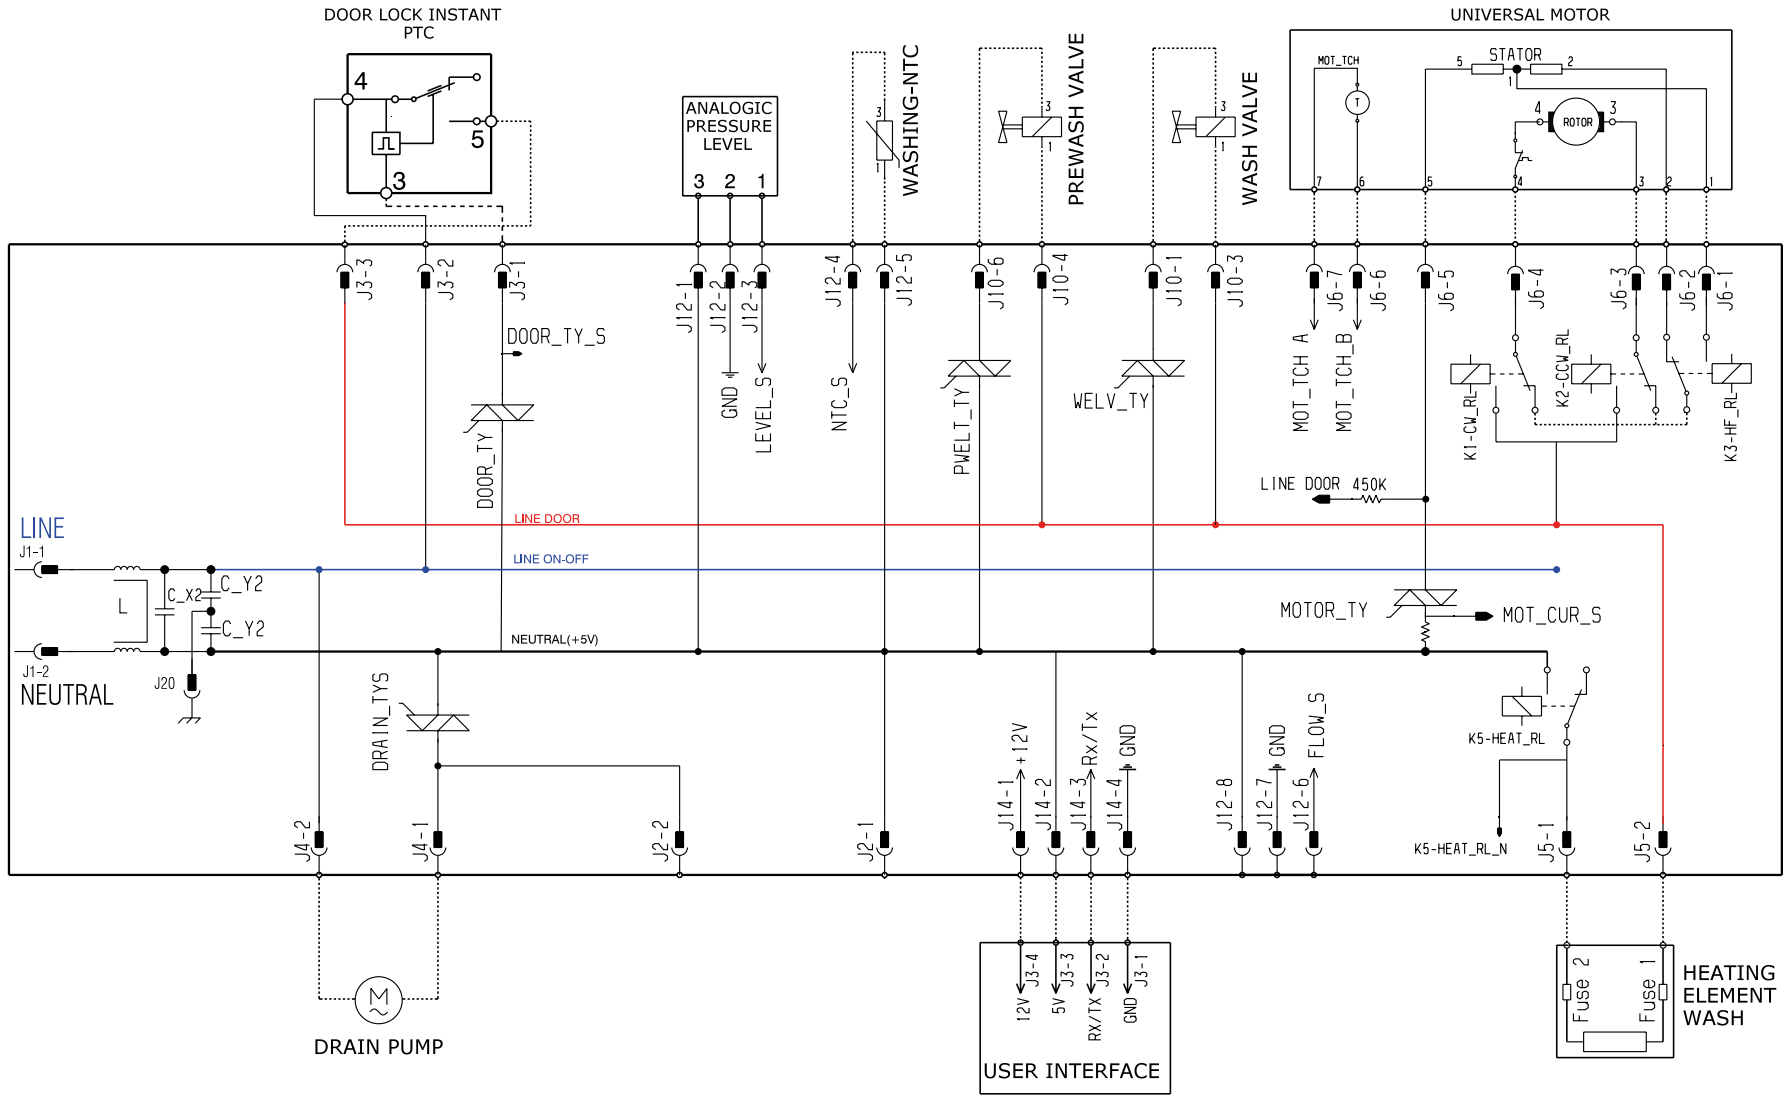 DOOR LOCK INSTANT
PTC
4
5
3
ANALOGIC
PRESSURE
LEVEL
3 2 1
3
1
WASHING-NTC
3
1
PREWASH VALVE
3
1
WASH VALVE
UNIVERSAL MOTOR
MOT_TCH
T
5
STATOR
2
1
4
ROTOR
3
7 6 5 4 3 2 1
J3-3
J3-2
J3-1
J12-1
J12-2
J12-3
J12-4
J12-5
J10-6
J10-4
J10-1
J10-3
J6-7
J6-6
J6-5
J6-4
J6-3
J6-2
J6-1
DOOR_TY_S
DOOR_TY
GND
LEVEL_S
NTC_S
PWELT_TY
WELV_TY
MOT_TCH A
MOT_TCH_B
K1-CW_RL
K2-CCW_RL
K3-HF_RL
LINE DOOR 450K
LINE DOOR
LINE
J1-1
LINE ON-OFF
L
C_X2
C_Y2
C_Y2
MOTOR_TY
MOT_CUR_S
NEUTRAL(+5V)
J1-2
NEUTRAL
J20
DRAIN_TYS
K5-HEAT_RL
+12V
Rx/Tx
GND
GND
FLOW_S
J4-2
J4-1
J2-2
J2-1
J14-1
J14-2
J14-3
J14-4
J12-8
J12-7
J12-6
K5-HEAT_RL_N
J5-1
J5-2
M
DRAIN PUMP
J3-4
J3-3
J3-2
J3-1
12V
5V
RX/TX
GND
USER INTERFACE
Fuse 2
Fuse 1
HEATING
ELEMENT
WASH